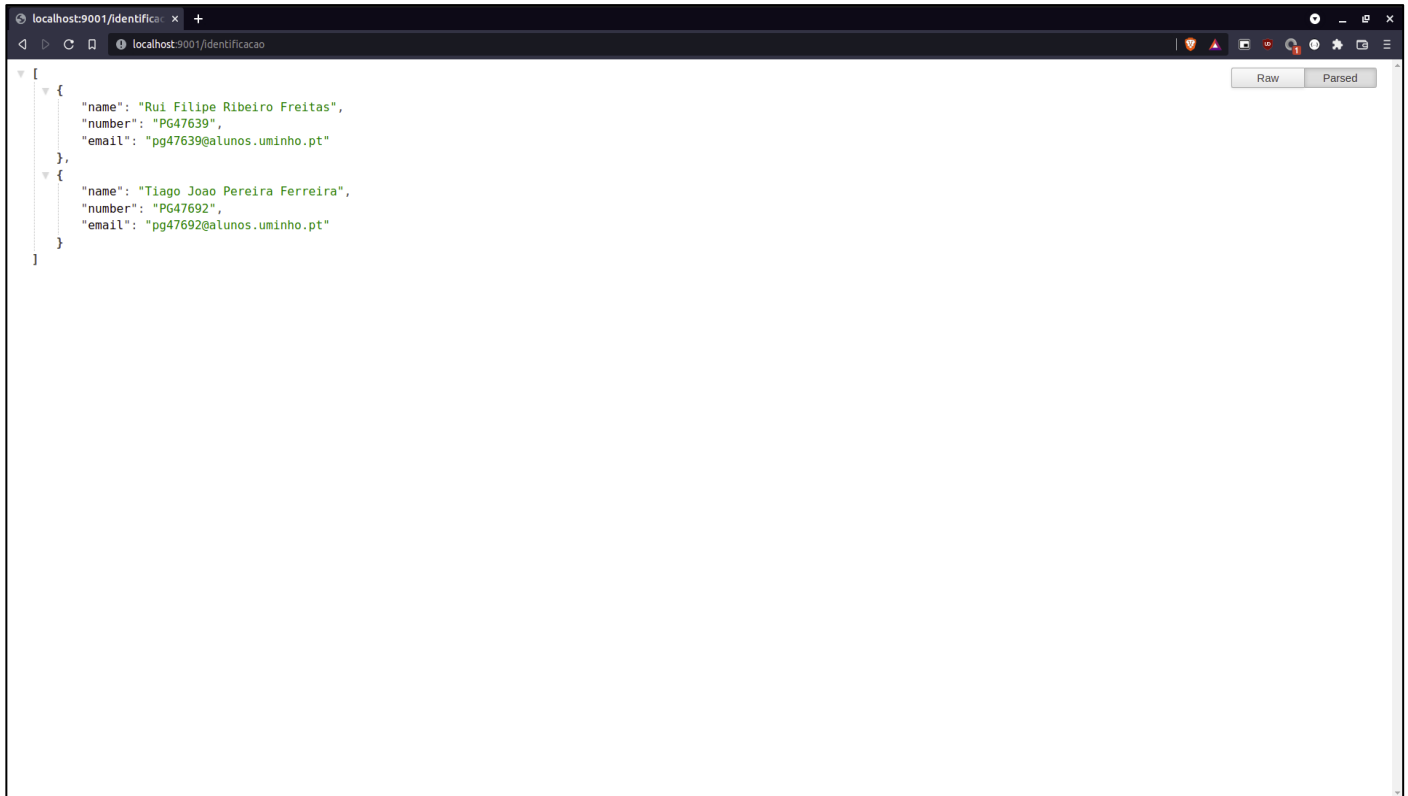 localhost:9001/identificac
localhost:9001/identificacao
Raw Parsed
[
{
"name": "Rui Filipe Ribeiro Freitas",
"number": "PG47639",
"email": "pg47639@alunos.uminho.pt"
},
{
"name": "Tiago Joao Pereira Ferreira",
"number": "PG47692",
"email": "pg47692@alunos.uminho.pt"
}
]